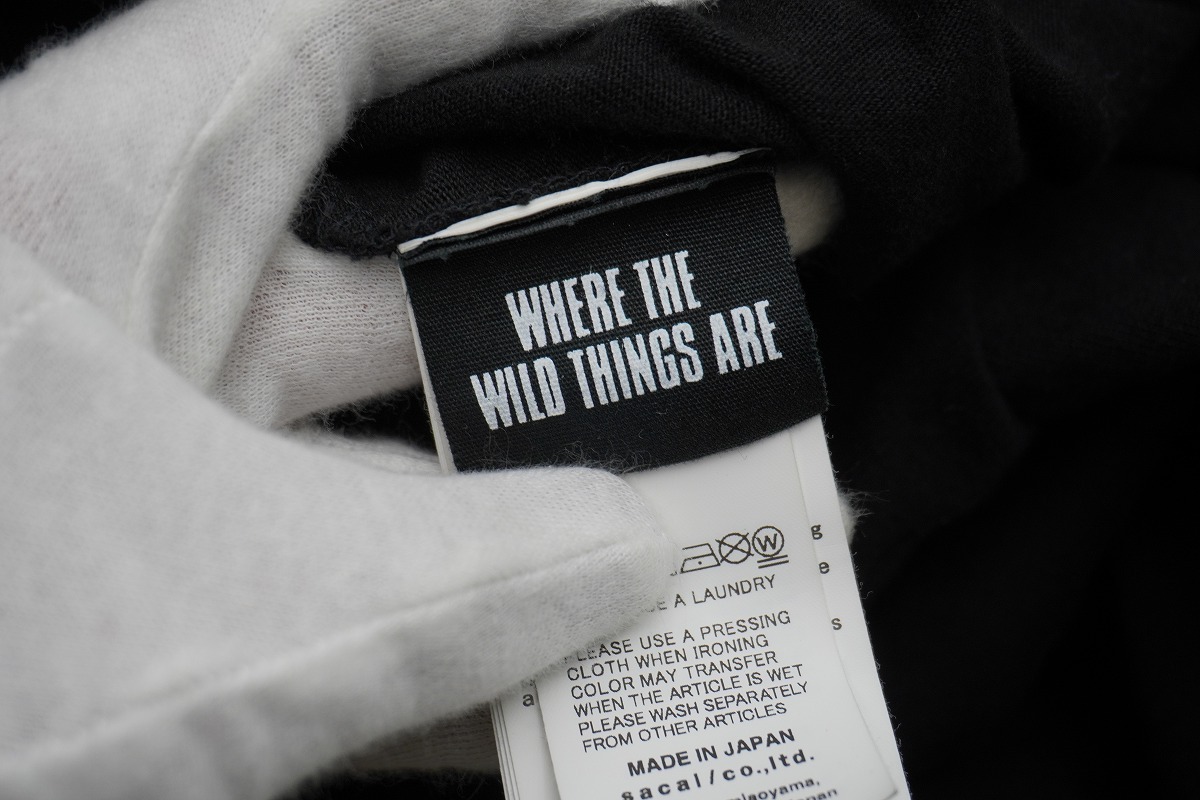 WHERE THE
WILD THINGS ARE
g
e
A LAUNDRY
s
PLEASE USE A PRESSING
CLOTH WHEN IRONING
COLOR MAY TRANSFER
WHEN THE ARTICLE IS WET
PLEASE WASH SEPARATELY
FROM OTHER ARTICLES
a
MADE IN JAPAN
sacai/co.,ltd.